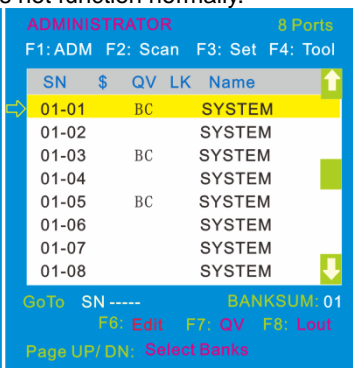 s not function normally.
ADMINISTRATOR 8 Ports
F1: ADM F2: Scan F3: Set F4: Tool
SN $ QV LK Name
01-01 BC SYSTEM
01-02 SYSTEM
01-03 BC SYSTEM
01-04 SYSTEM
01-05 BC SYSTEM
01-06 SYSTEM
01-07 SYSTEM
01-08 SYSTEM
GoTo SN ----- BANKSUM: 01
F6: Edit F7: QV F8: Lout
Page UP/ DN: Select Banks